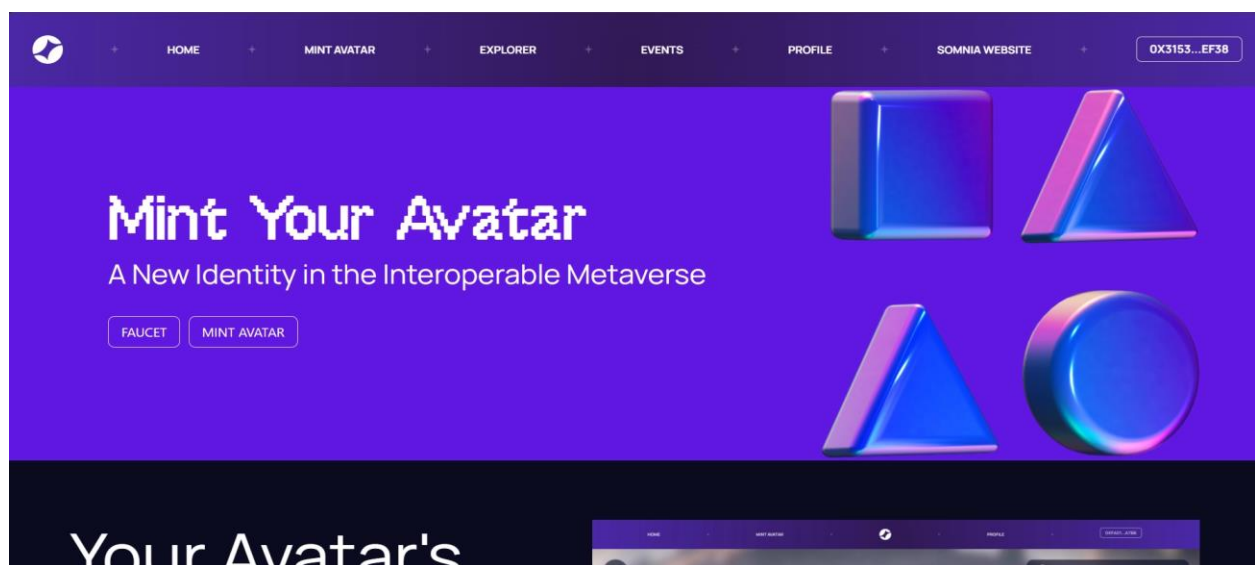 HOME MINT AVATAR EXPLORER EVENTS PROFILE SOMNIA WEBSITE 0X3153...EF38
Mint Your Avatar
A New Identity in the Interoperable Metaverse
FAUCET MINT AVATAR
Your Avatar's
HOME MINT AVATAR PROFILE